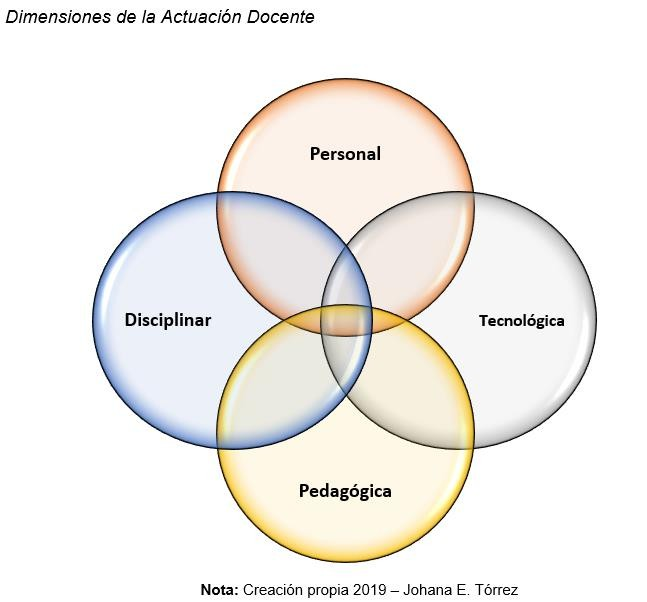 Dimensiones de la Actuación Docente
Personal
Disciplinar
Tecnológica
Pedagógica
Nota: Creación propia 2019 – Johana E. Tórrez